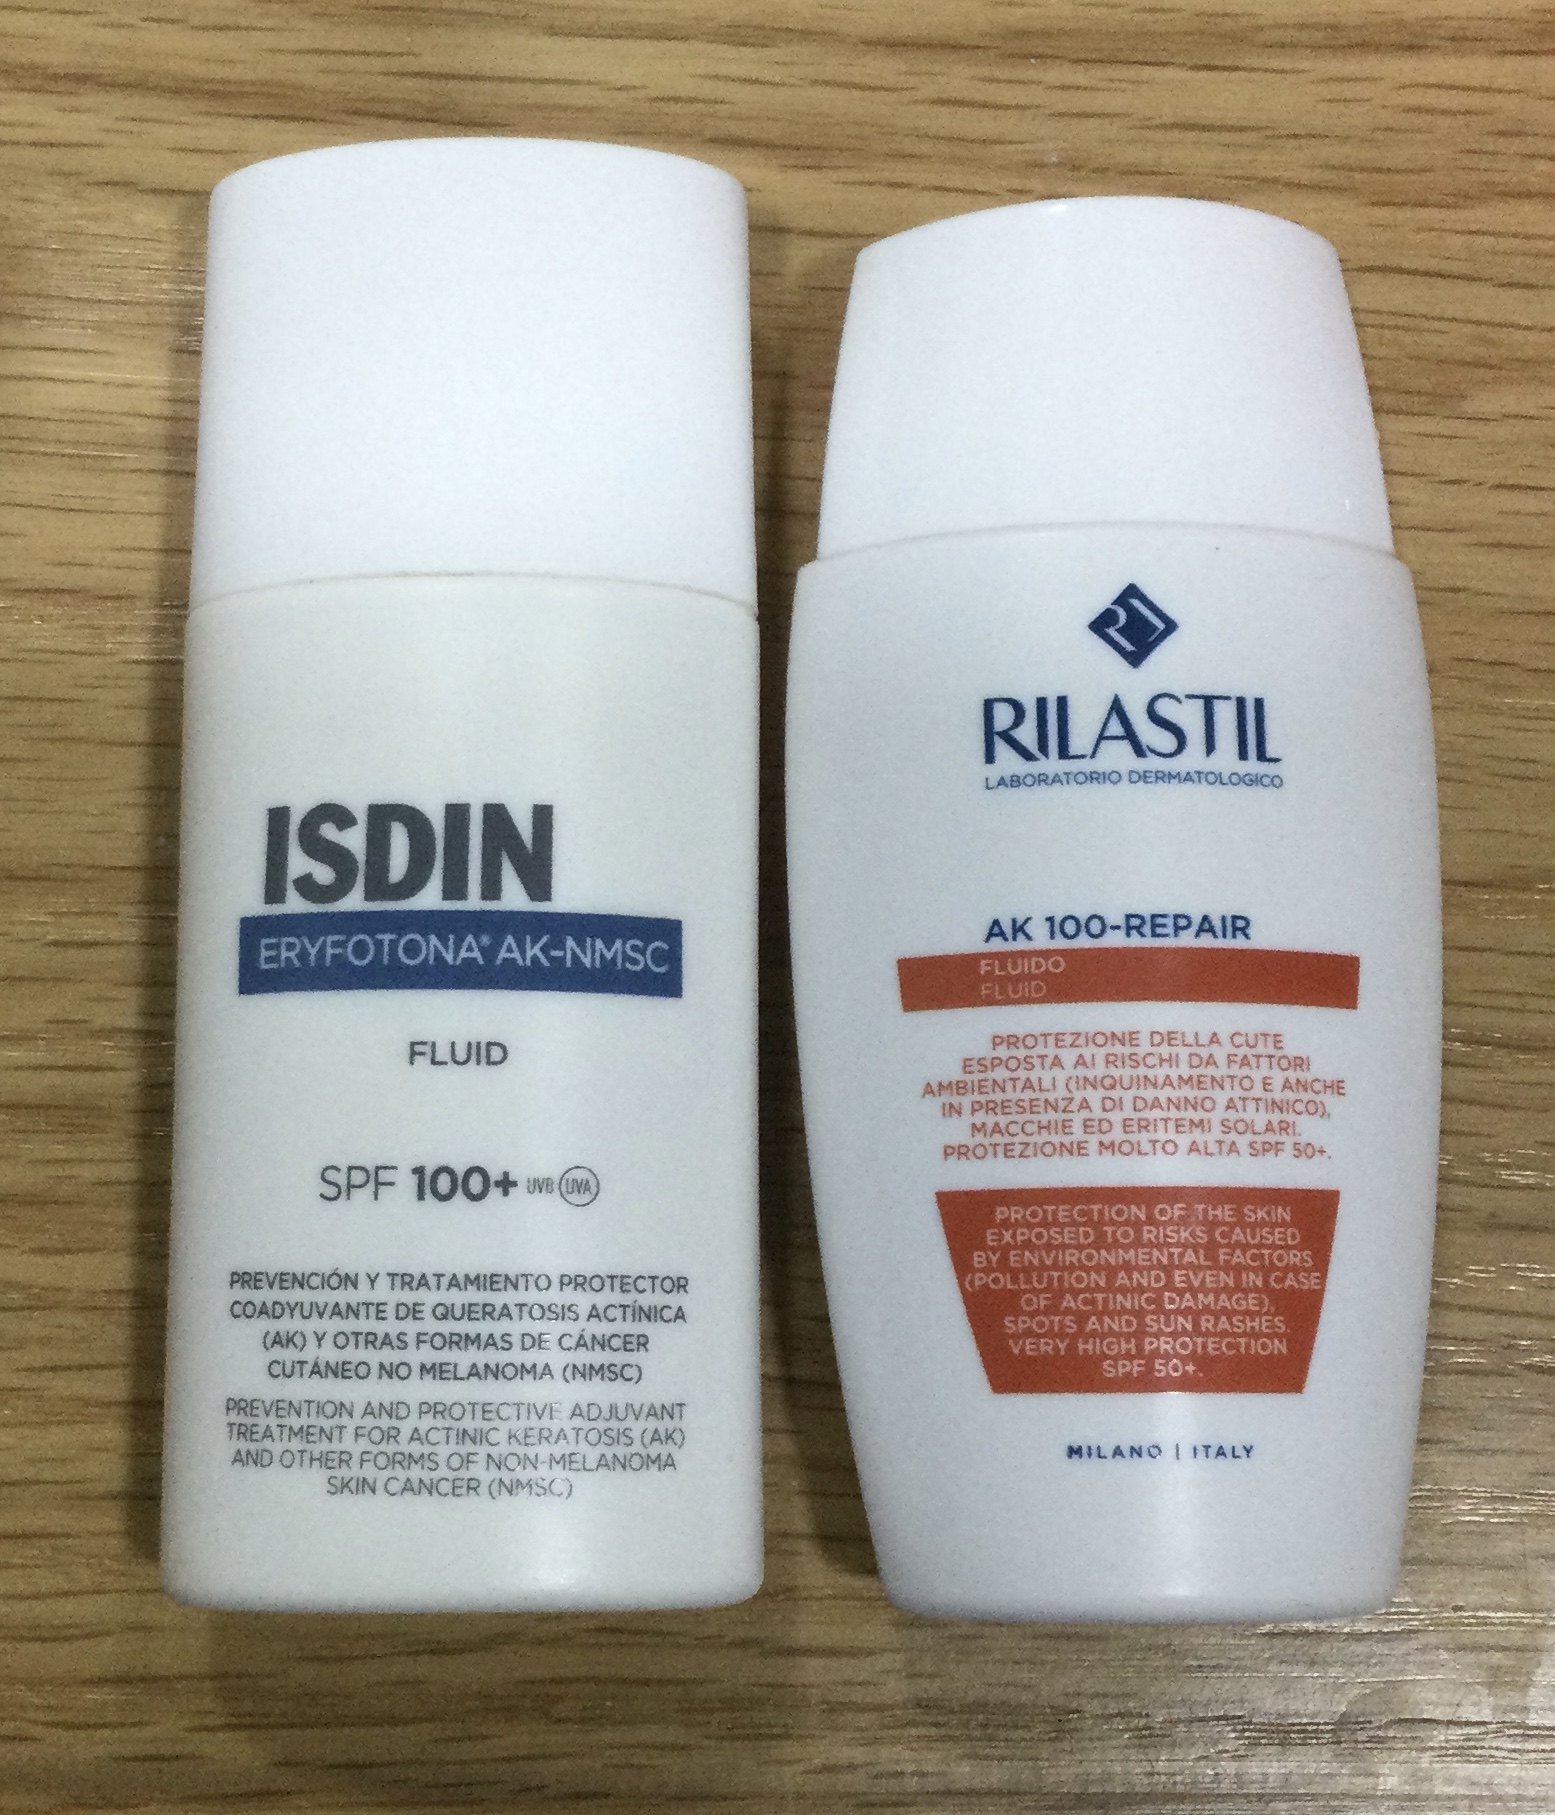 ISDIN
ERYFOTONA® AK-NMSC
FLUID
SPF 100+ UVB UVA
PREVENCIÓN Y TRATAMIENTO PROTECTOR
COADYUVANTE DE QUERATOSIS ACTÍNICA
(AK) Y OTRAS FORMAS DE CÁNCER
CUTÁNEO NO MELANOMA (NMSC)
PREVENTION AND PROTECTIVE ADJUVANT
TREATMENT FOR ACTINIC KERATOSIS (AK)
AND OTHER FORMS OF NON-MELANOMA
SKIN CANCER (NMSC)
RILASTIL
LABORATORIO DERMATOLOGICO
AK 100-REPAIR
FLUIDO
FLUID
PROTEZIONE DELLA CUTE
ESPOSTA AI RISCHI DA FATTORI
AMBIENTALI (INQUINAMENTO E ANCHE
IN PRESENZA DI DANNO ATTINICO),
MACCHIE ED ERITEMI SOLARI.
PROTEZIONE MOLTO ALTA SPF 50+.
PROTECTION OF THE SKIN
EXPOSED TO RISKS CAUSED
BY ENVIRONMENTAL FACTORS
(POLLUTION AND EVEN IN CASE
OF ACTINIC DAMAGE),
SPOTS AND SUN RASHES.
VERY HIGH PROTECTION
SPF 50+.
MILANO | ITALY